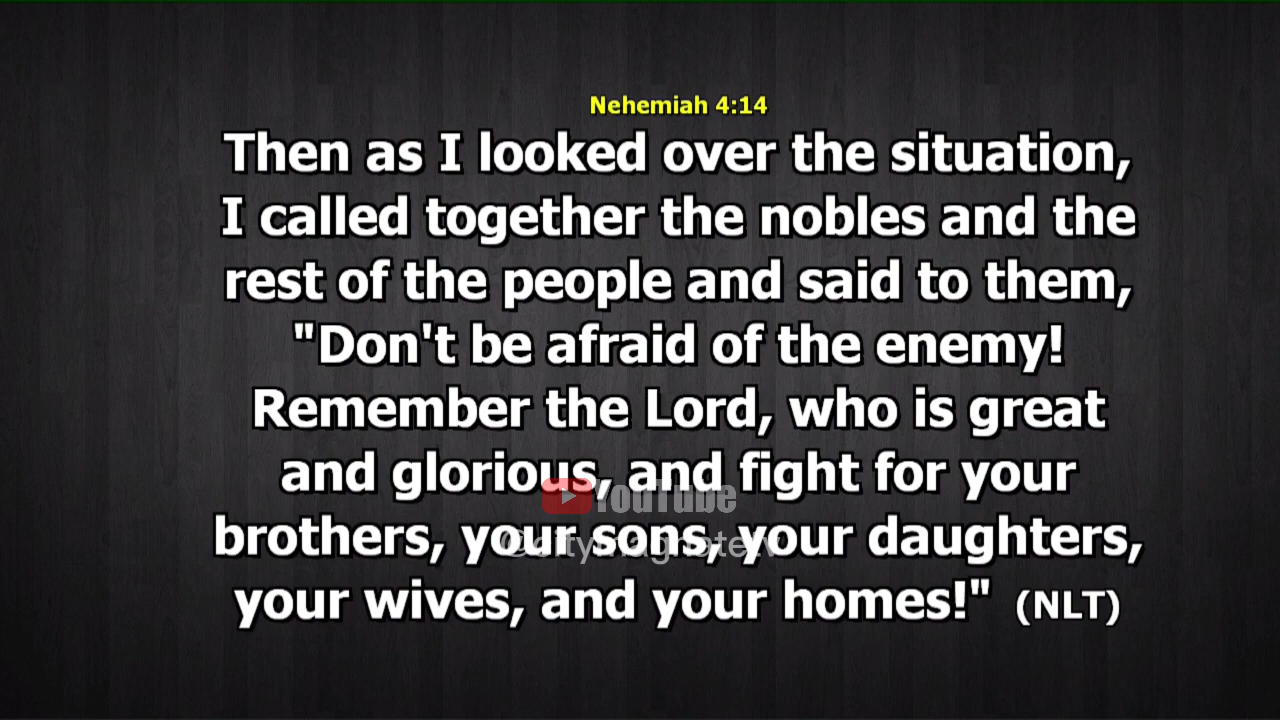 Nehemiah 4:14
Then as I looked over the situation,
I called together the nobles and the
rest of the people and said to them,
"Don't be afraid of the enemy!
Remember the Lord, who is great
and glorious, and fight for your
YouTube
brothers, your sons, your daughters,
@citymagnatetv
your wives, and your homes!" (NLT)